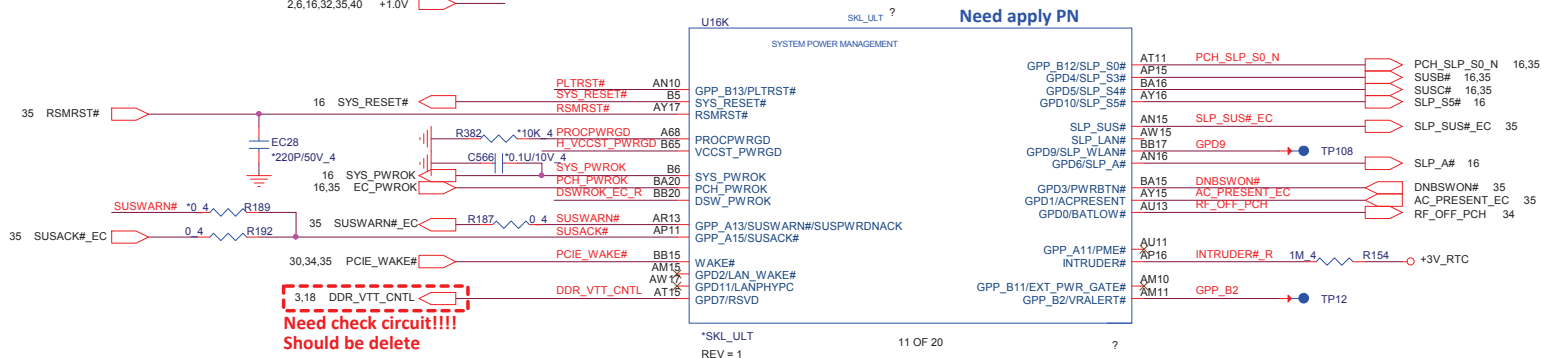 2,6,16,32,35,40 +1.0V
U16K
SKL_ULT ?
Need apply PN
SYSTEM POWER MANAGEMENT
PLTRST# AN10 GPP_B13/PLTRST#
16 SYS_RESET# SYS_RESET# B5 SYS_RESET#
35 RSMRST# RSMRST# AY17 RSMRST#
EC28
*220P/50V_4
R382 *10K_4 PROCPWRGD A68 PROCPWRGD
H_VCCST_PWRGD B65 VCCST_PWRGD
C566 *0.1U/10V_4
16 SYS_PWROK SYS_PWROK B6 SYS_PWROK
16,35 EC_PWROK PCH_PWROK BA20 PCH_PWROK
DSWROK_EC_R BB20 DSW_PWROK
SUSWARN# *0_4 R189
35 SUSWARN#_EC R187 0_4 SUSWARN# AR13 GPP_A13/SUSWARN#/SUSPWRDNACK
35 SUSACK#_EC 0_4 R192 SUSACK# AP11 GPP_A15/SUSACK#
30,34,35 PCIE_WAKE# PCIE_WAKE# BB15 WAKE#
AM15 GPD2/LAN_WAKE#
AW17 GPD11/LANPHYPC
3,18 DDR_VTT_CNTL DDR_VTT_CNTL AT15 GPD7/RSVD
Need check circuit!!!!
Should be delete
GPP_B12/SLP_S0# AT11 PCH_SLP_S0_N PCH_SLP_S0_N 16,35
GPD4/SLP_S3# AP15 SUSB# 16,35
GPD5/SLP_S4# BA16 SUSC# 16,35
GPD10/SLP_S5# AY16 SLP_S5# 16
SLP_SUS# AN15 SLP_SUS#_EC SLP_SUS#_EC 35
SLP_LAN# AW15
GPD9/SLP_WLAN# BB17 GPD9 TP108
GPD6/SLP_A# AN16 SLP_A# 16
GPD3/PWRBTN# BA15 DNBSWON# DNBSWON# 35
GPD1/ACPRESENT AY15 AC_PRESENT_EC AC_PRESENT_EC 35
GPD0/BATLOW# AU13 RF_OFF_PCH RF_OFF_PCH 34
GPP_A11/PME# AU11
INTRUDER# AP16 INTRUDER#_R 1M_4 R154 +3V_RTC
GPP_B11/EXT_PWR_GATE# AM10
GPP_B2/VRALERT# AM11 GPP_B2 TP12
*SKL_ULT
REV = 1
11 OF 20
?